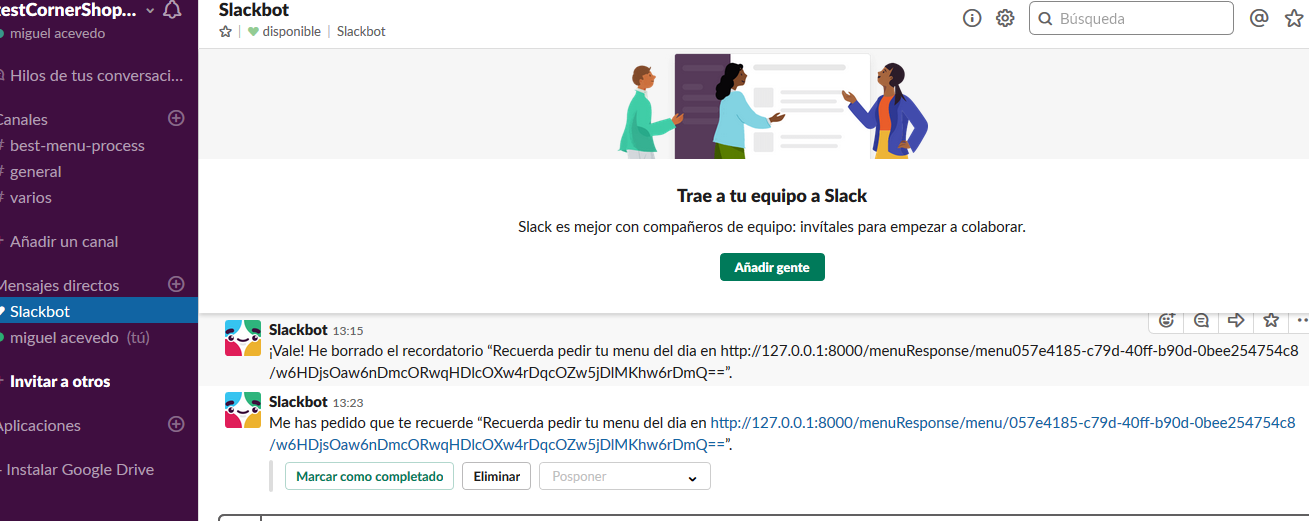 testCornerShop...
miguel acevedo
Hilos de tus conversaci...
Canales
# best-menu-process
# general
# varios
+ Añadir un canal
Mensajes directos
Slackbot
miguel acevedo (tú)
+ Invitar a otros
Aplicaciones
+ Instalar Google Drive
Slackbot
disponible | Slackbot
Búsqueda
Trae a tu equipo a Slack
Slack es mejor con compañeros de equipo: invítales para empezar a colaborar.
Añadir gente
Slackbot 13:15
¡Vale! He borrado el recordatorio “Recuerda pedir tu menu del dia en http://127.0.0.1:8000/menuResponse/menu057e4185-c79d-40ff-b90d-0bee254754c8
/w6HDjsOaw6nDmcORwqHDlcOXw4rDqcOZw5jDlMKhw6rDmQ==”.
Slackbot 13:23
Me has pedido que te recuerde “Recuerda pedir tu menu del dia en http://127.0.0.1:8000/menuResponse/menu/057e4185-c79d-40ff-b90d-0bee254754c8
/w6HDjsOaw6nDmcORwqHDlcOXw4rDqcOZw5jDlMKhw6rDmQ==”.
Marcar como completado Eliminar Posponer